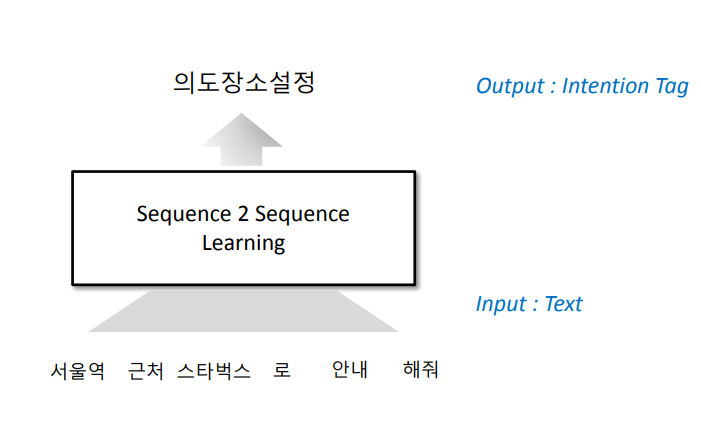 의도장소설정
Output : Intention Tag
Sequence 2 Sequence
Learning
Input : Text
서울역 근처 스타벅스 로 안내 해줘